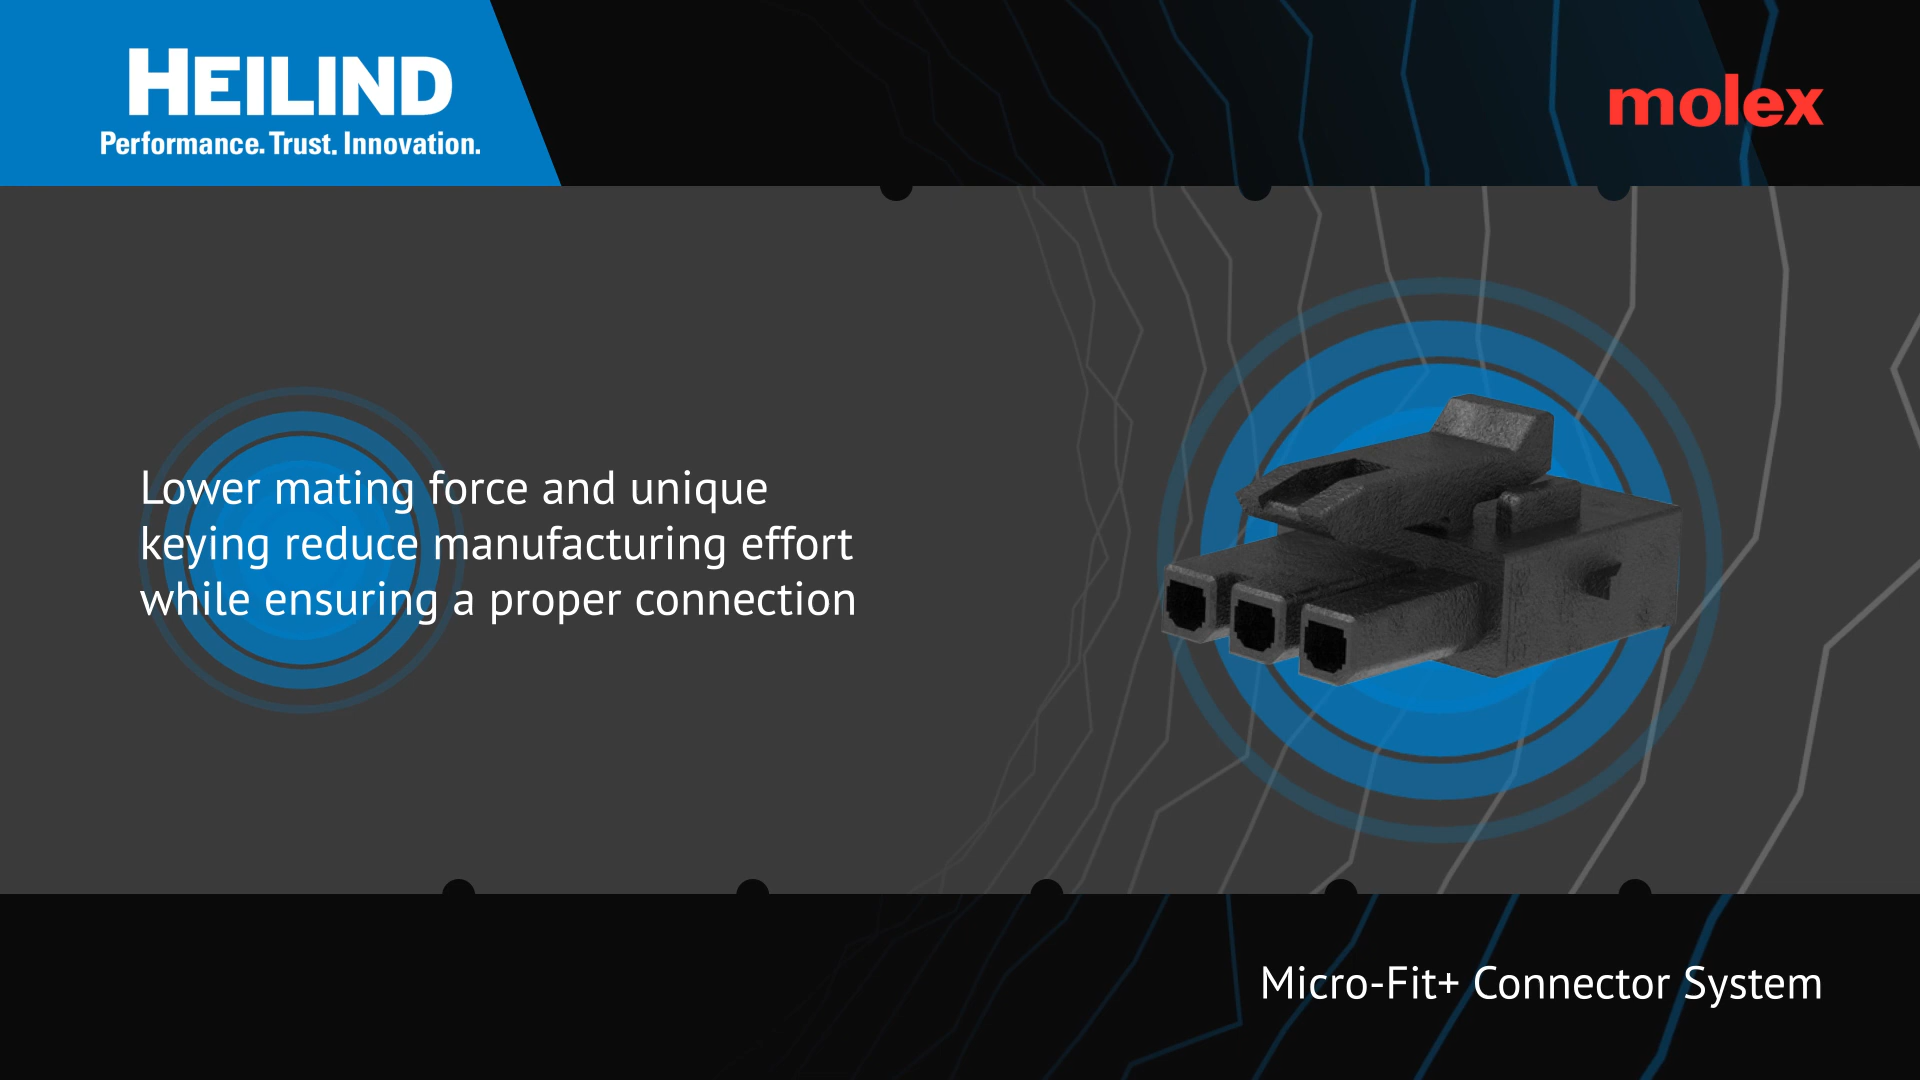 HEILIND
Performance. Trust. Innovation.
molex
Lower mating force and unique
keying reduce manufacturing effort
while ensuring a proper connection
Micro-Fit+ Connector System